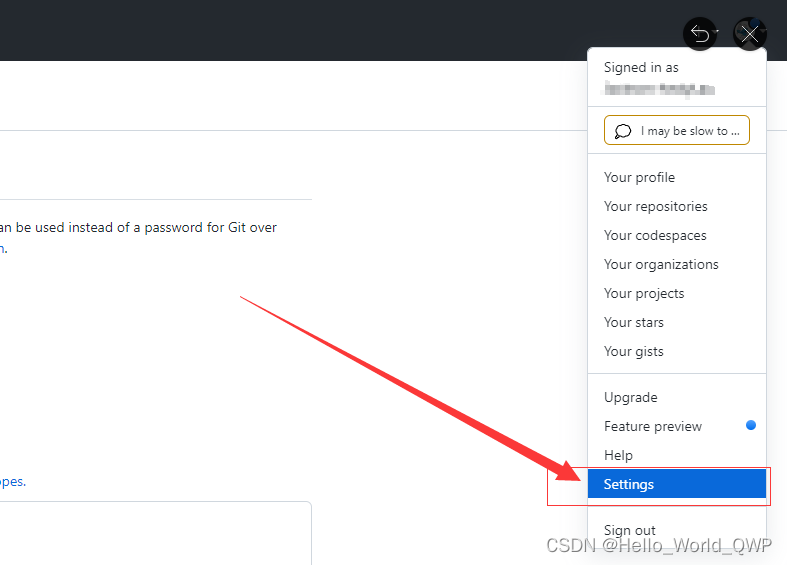 Signed in as
I may be slow to ...
Your profile
Your repositories
Your codespaces
an be used instead of a password for Git over
n.
Your organizations
Your projects
Your stars
Your gists
Upgrade
Feature preview
Help
opes.
Settings
Sign out
CSDN @Hello_World_QWP